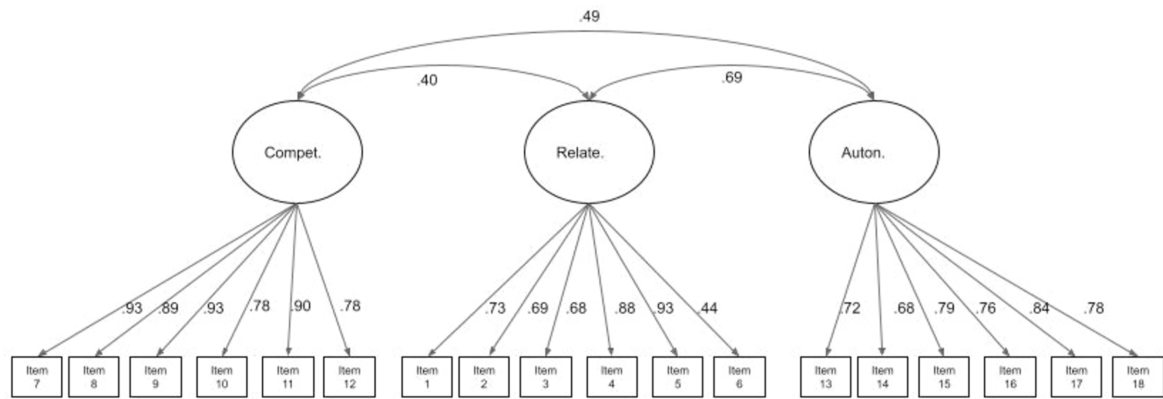 .49
.40
.69
Compet.
Relate.
Auton.
.93 .89 .93 .78 .90 .78
.73 .69 .68 .88 .93 .44
.72 .68 .79 .76 .84 .78
Item
7
Item
8
Item
9
Item
10
Item
11
Item
12
Item
1
Item
2
Item
3
Item
4
Item
5
Item
6
Item
13
Item
14
Item
15
Item
16
Item
17
Item
18